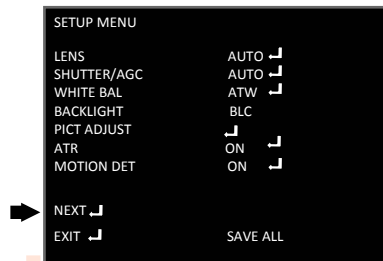 SETUP MENU
LENS AUTO ↵
SHUTTER/AGC AUTO ↵
WHITE BAL ATW ↵
BACKLIGHT BLC
PICT ADJUST ↵
ATR ON ↵
MOTION DET ON ↵
NEXT ↵
EXIT ↵ SAVE ALL